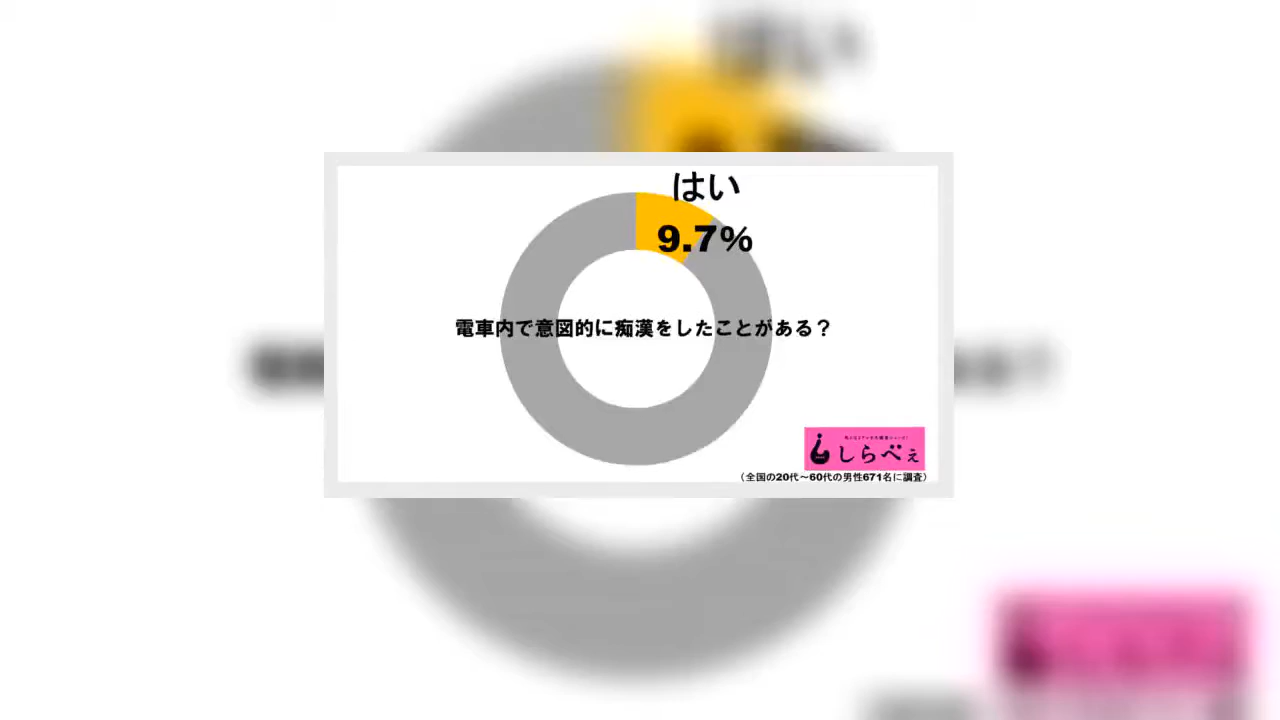 はい
9.7%
電車内で意図的に痴漢をしたことがある？
しらべぇ
（全国の20代～60代の男性671名に調査）